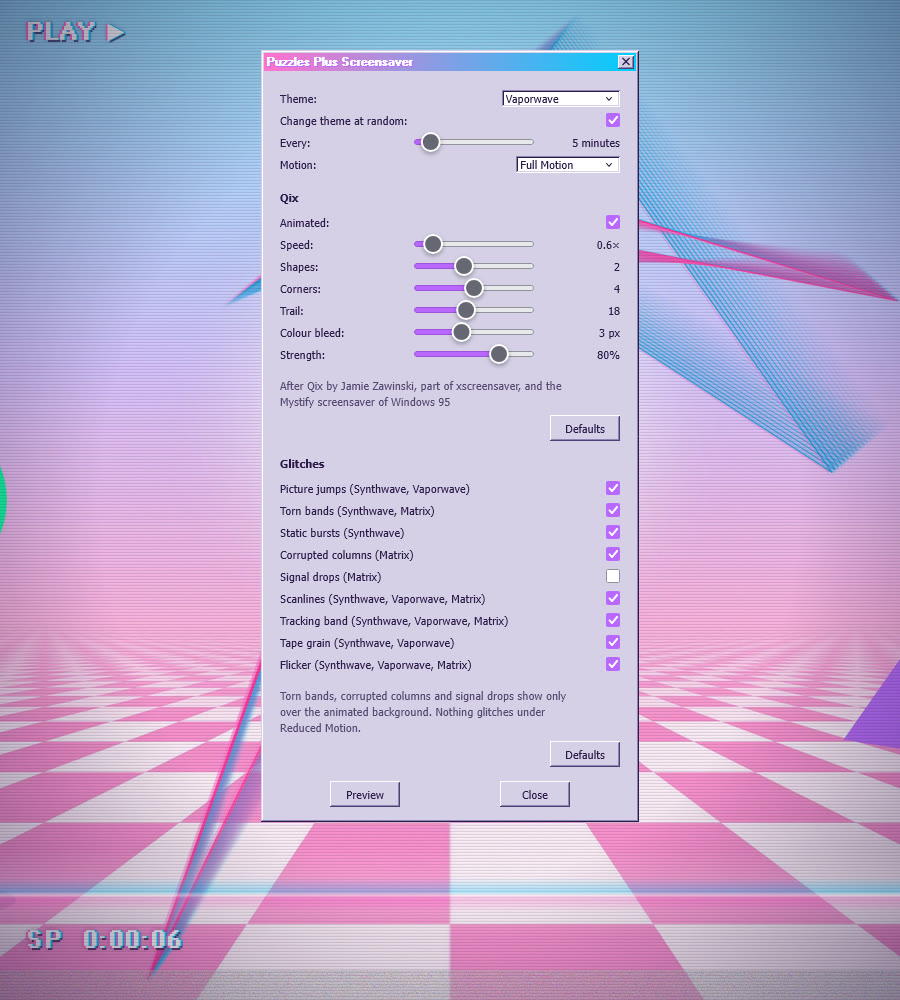 PLAY ▶
Puzzles Plus Screensaver
Theme: Vaporwave
Change theme at random:
Every: 5 minutes
Motion: Full Motion
Qix
Animated:
Speed: 0.6×
Shapes: 2
Corners: 4
Trail: 18
Colour bleed: 3 px
Strength: 80%
After Qix by Jamie Zawinski, part of xscreensaver, and the
Mystify screensaver of Windows 95
Defaults
Glitches
Picture jumps (Synthwave, Vaporwave)
Torn bands (Synthwave, Matrix)
Static bursts (Synthwave)
Corrupted columns (Matrix)
Signal drops (Matrix)
Scanlines (Synthwave, Vaporwave, Matrix)
Tracking band (Synthwave, Vaporwave, Matrix)
Tape grain (Synthwave, Vaporwave)
Flicker (Synthwave, Vaporwave, Matrix)
Torn bands, corrupted columns and signal drops show only
over the animated background. Nothing glitches under
Reduced Motion.
Defaults
Preview Close
SP 0:00:06